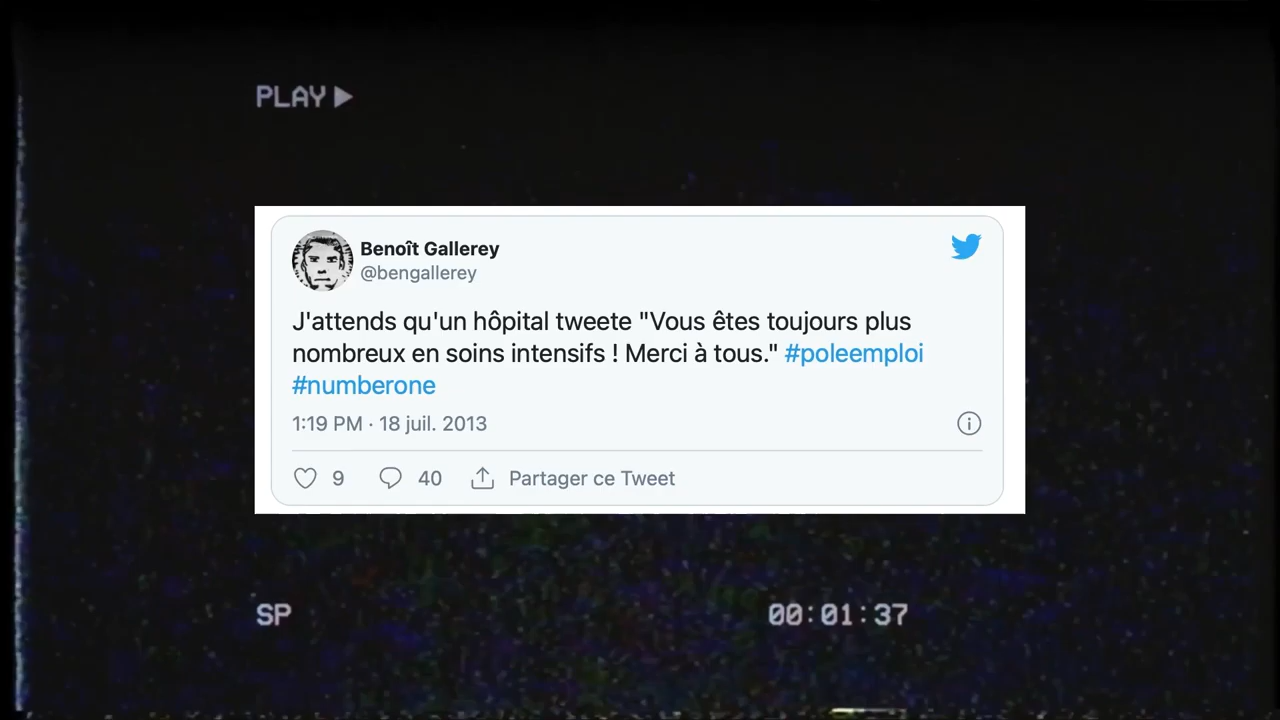 PLAY ▶
Benoît Gallerey
@bengallerey
J'attends qu'un hôpital tweete "Vous êtes toujours plus
nombreux en soins intensifs ! Merci à tous." #poleemploi
#numberone
1:19 PM · 18 juil. 2013
9 40 Partager ce Tweet
SP 00:01:37